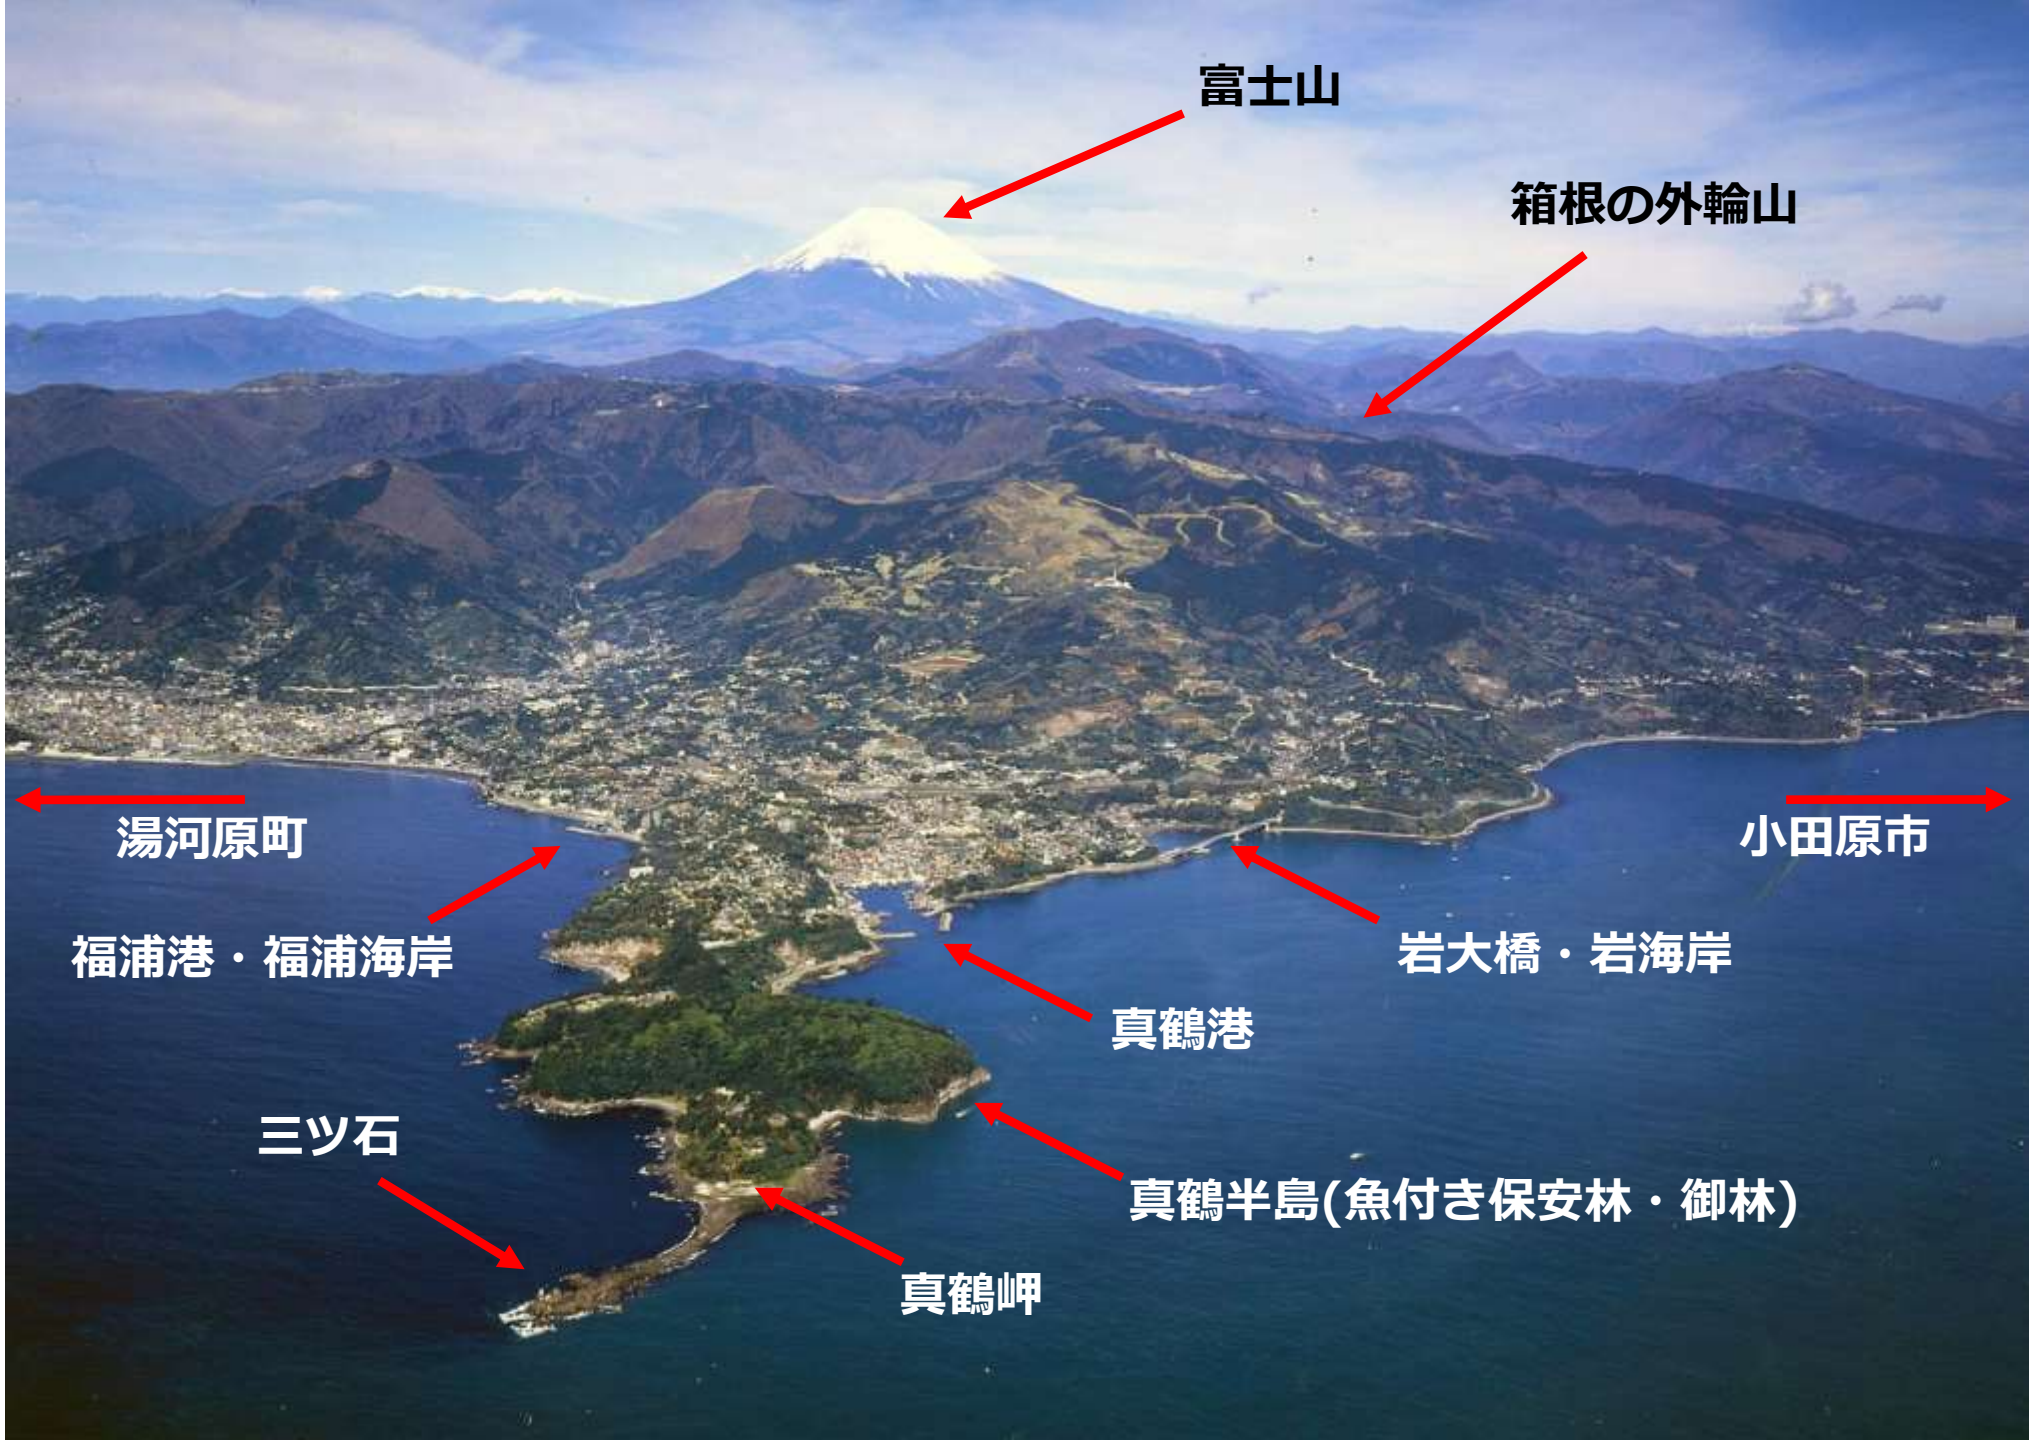 富士山
箱根の外輪山
湯河原町
小田原市
福浦港・福浦海岸
岩大橋・岩海岸
真鶴港
三ツ石
真鶴半島(魚付き保安林・御林)
真鶴岬